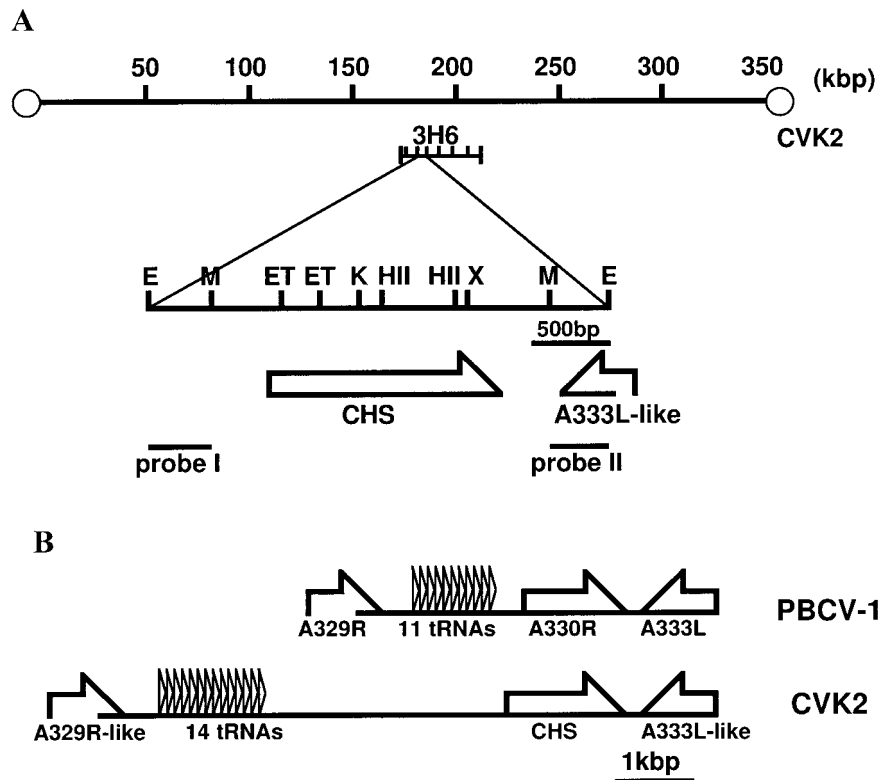 A
50 100 150 200 250 300 350 (kbp)
CVK2
3H6
E M ET ET K HII HII X M E
500bp
CHS A333L-like
probe I probe II
B
A329R 11 tRNAs A330R A333L PBCV-1
CVK2
A329R-like 14 tRNAs CHS A333L-like
1kbp